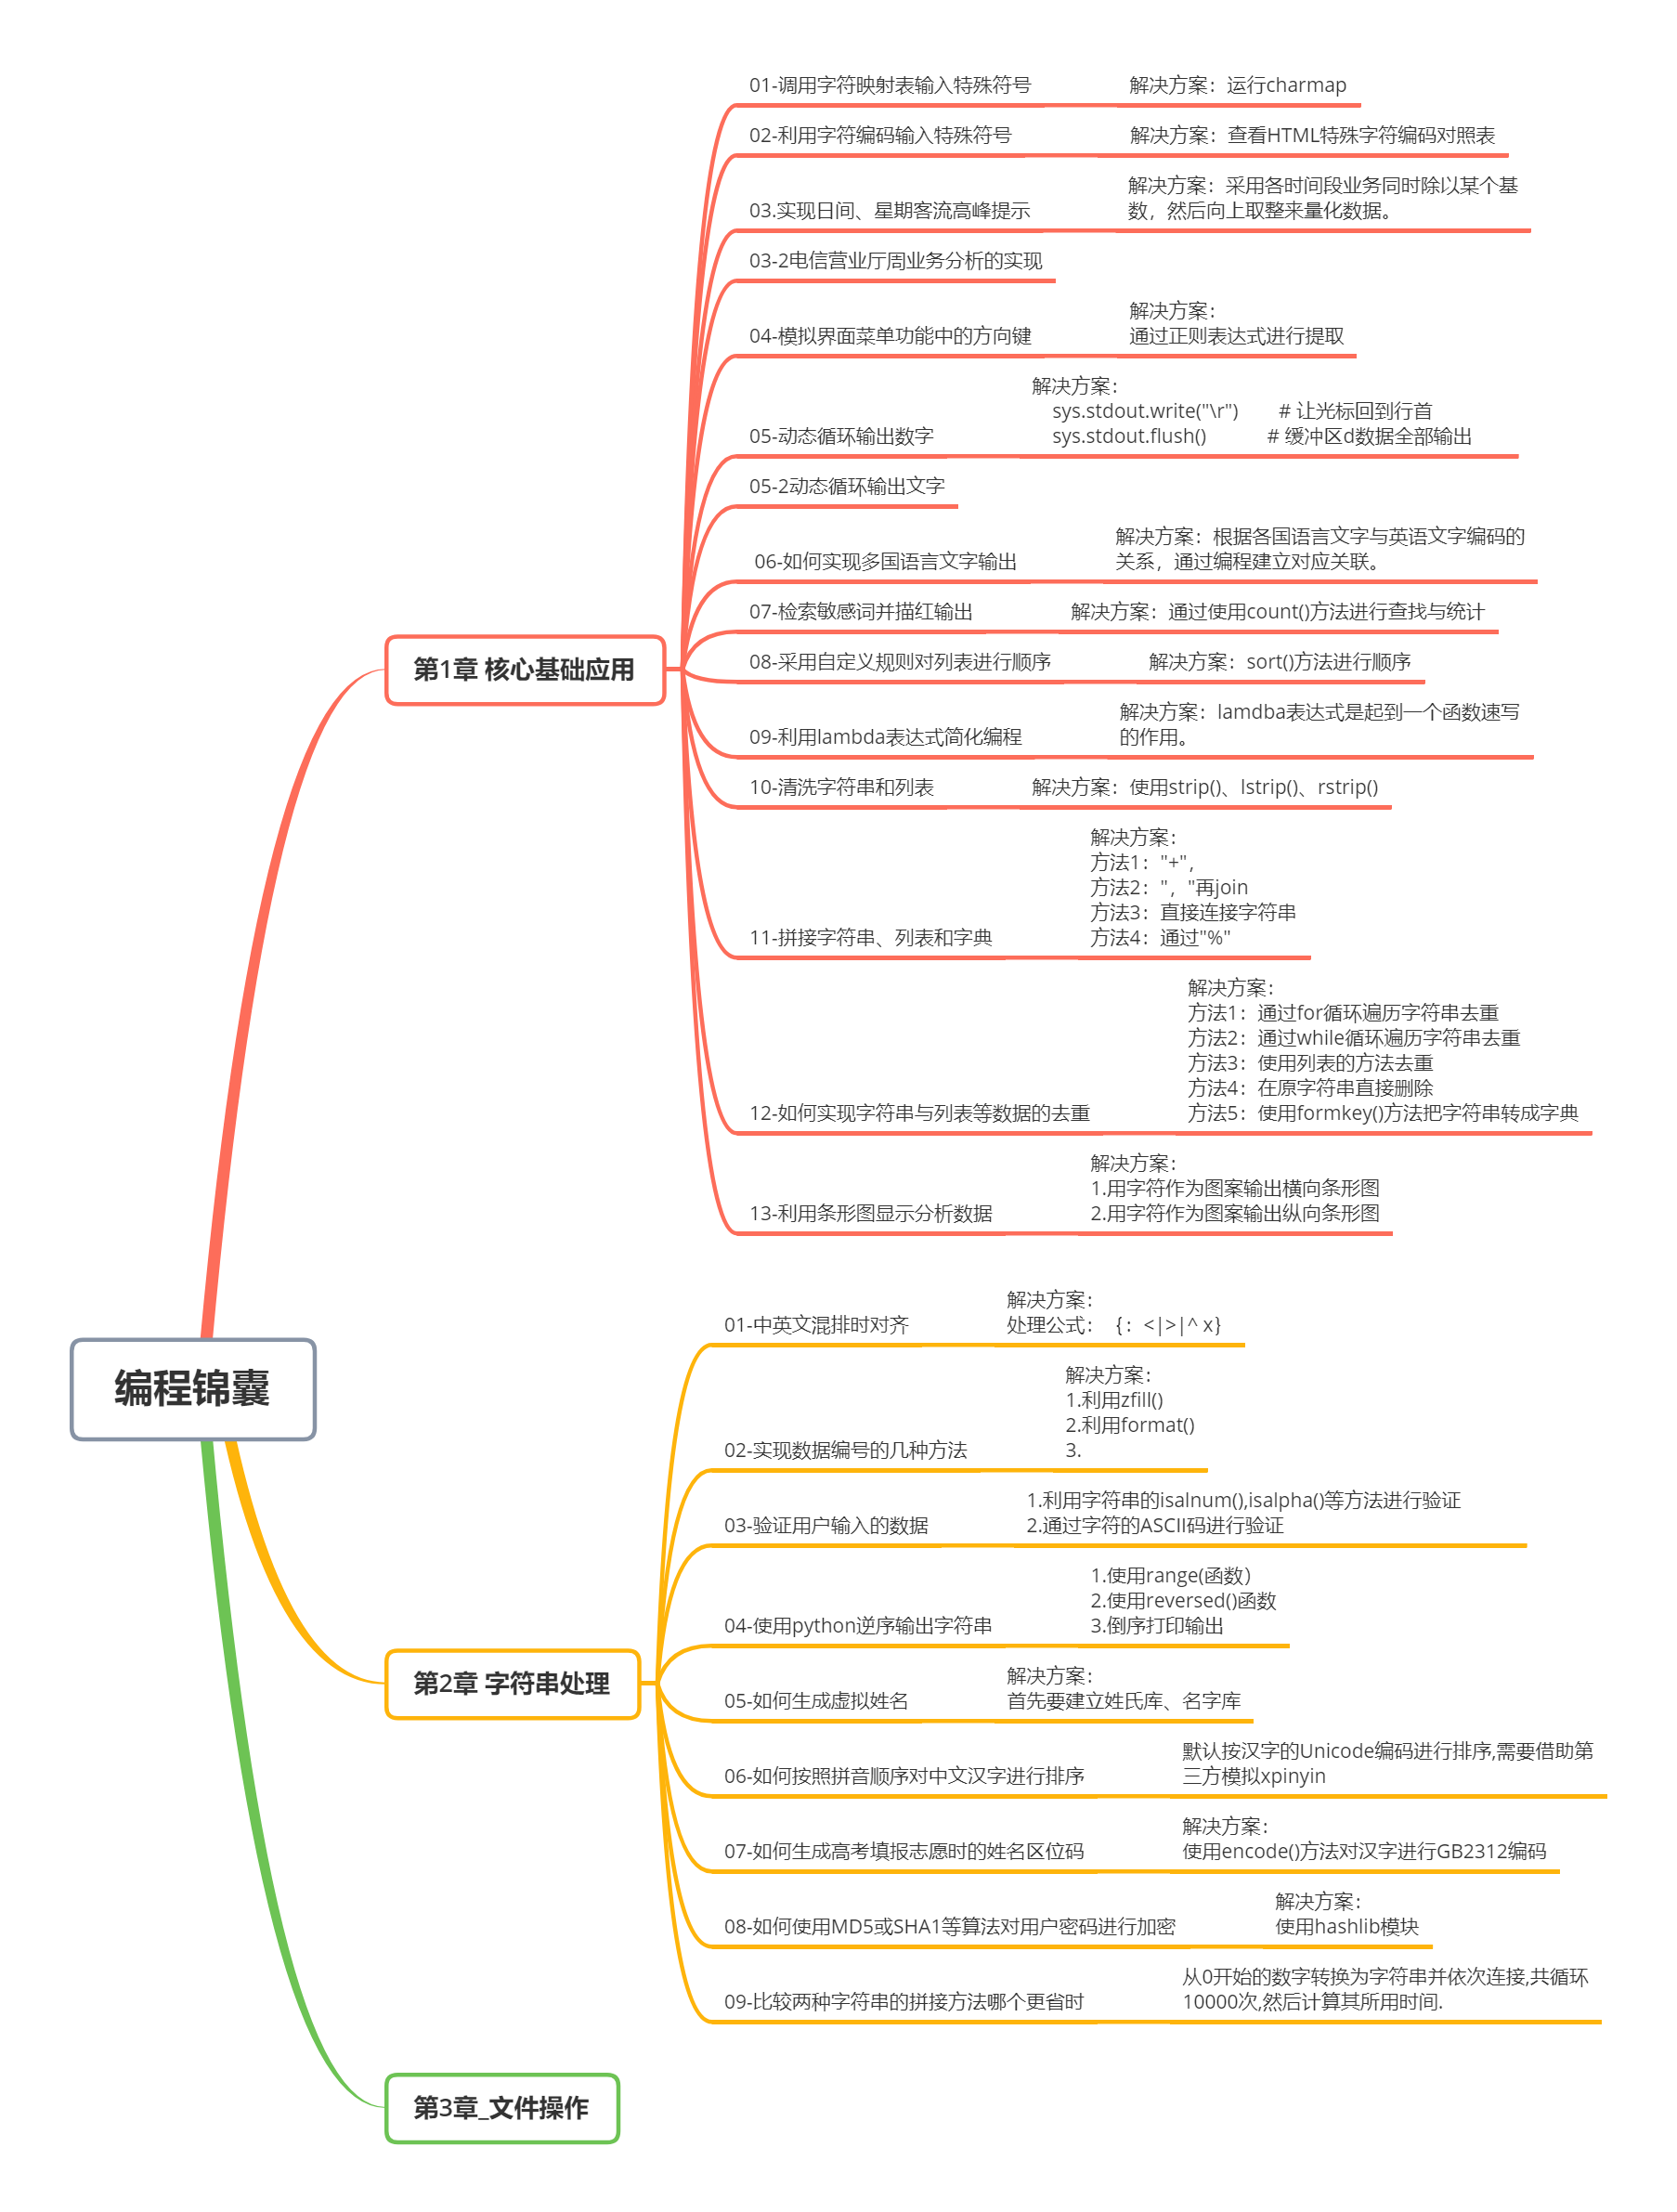 编程锦囊
第1章 核心基础应用
01-调用字符映射表输入特殊符号
解决方案：运行charmap
02-利用字符编码输入特殊符号
解决方案：查看HTML特殊字符编码对照表
03.实现日间、星期客流高峰提示
解决方案：采用各时间段业务同时除以某个基
数，然后向上取整来量化数据。
03-2电信营业厅周业务分析的实现
04-模拟界面菜单功能中的方向键
解决方案：
通过正则表达式进行提取
05-动态循环输出数字
解决方案：
sys.stdout.write("\r") # 让光标回到行首
sys.stdout.flush() # 缓冲区d数据全部输出
05-2动态循环输出文字
06-如何实现多国语言文字输出
解决方案：根据各国语言文字与英语文字编码的
关系，通过编程建立对应关联。
07-检索敏感词并描红输出
解决方案：通过使用count()方法进行查找与统计
08-采用自定义规则对列表进行顺序
解决方案：sort()方法进行顺序
09-利用lambda表达式简化编程
解决方案：lamdba表达式是起到一个函数速写
的作用。
10-清洗字符串和列表
解决方案：使用strip()、lstrip()、rstrip()
11-拼接字符串、列表和字典
解决方案：
方法1："+"，
方法2："，"再join
方法3：直接连接字符串
方法4：通过"%"
12-如何实现字符串与列表等数据的去重
解决方案：
方法1：通过for循环遍历字符串去重
方法2：通过while循环遍历字符串去重
方法3：使用列表的方法去重
方法4：在原字符串直接删除
方法5：使用formkey()方法把字符串转成字典
13-利用条形图显示分析数据
解决方案：
1.用字符作为图案输出横向条形图
2.用字符作为图案输出纵向条形图
第2章 字符串处理
01-中英文混排时对齐
解决方案：
处理公式：｛：<|>|^ x｝
02-实现数据编号的几种方法
解决方案：
1.利用zfill()
2.利用format()
3.
03-验证用户输入的数据
1.利用字符串的isalnum(),isalpha()等方法进行验证
2.通过字符的ASCII码进行验证
04-使用python逆序输出字符串
1.使用range(函数）
2.使用reversed()函数
3.倒序打印输出
05-如何生成虚拟姓名
解决方案：
首先要建立姓氏库、名字库
06-如何按照拼音顺序对中文汉字进行排序
默认按汉字的Unicode编码进行排序,需要借助第
三方模拟xpinyin
07-如何生成高考填报志愿时的姓名区位码
解决方案：
使用encode()方法对汉字进行GB2312编码
08-如何使用MD5或SHA1等算法对用户密码进行加密
解决方案：
使用hashlib模块
09-比较两种字符串的拼接方法哪个更省时
从0开始的数字转换为字符串并依次连接,共循环
10000次,然后计算其所用时间.
第3章_文件操作